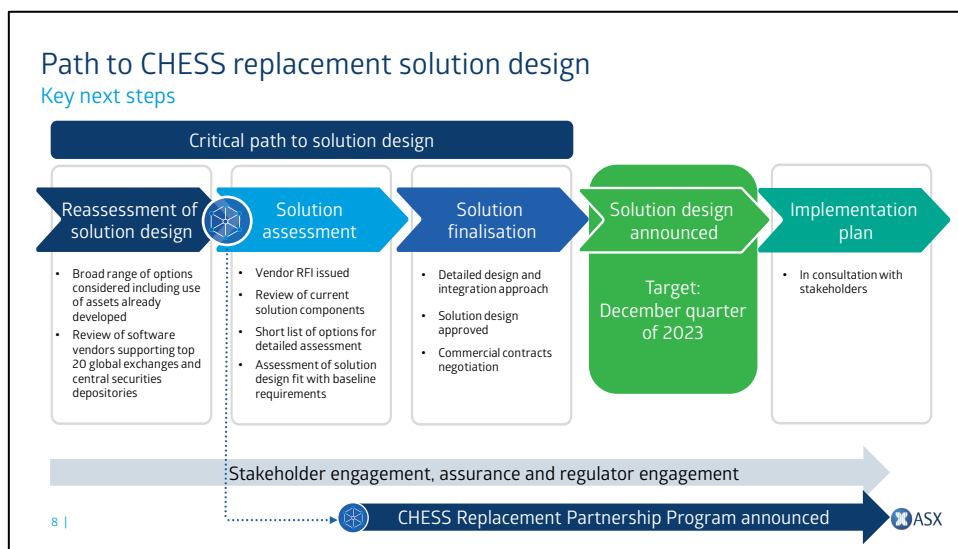 Path to CHESS replacement solution design
Key next steps
Critical path to solution design
Reassessment of
solution design
• Broad range of options
considered including use
of assets already
developed
• Review of software
vendors supporting top
20 global exchanges and
central securities
depositories
Solution
assessment
• Vendor RFI issued
• Review of current
solution components
• Short list of options for
detailed assessment
• Assessment of solution
design fit with baseline
requirements
Solution
finalisation
• Detailed design and
integration approach
• Solution design
approved
• Commercial contracts
negotiation
Solution design
announced
Target:
December quarter
of 2023
Implementation
plan
• In consultation with
stakeholders
Stakeholder engagement, assurance and regulator engagement
CHESS Replacement Partnership Program announced
8 |
ASX